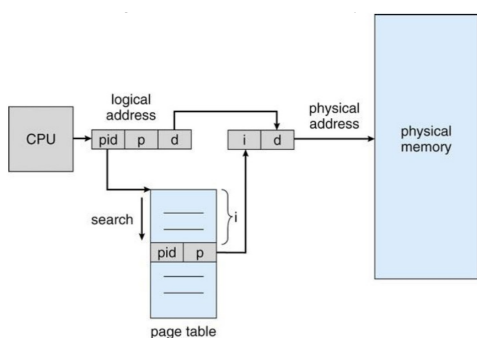 logical
address
physical
address
CPU
pid p d
i d
physical
memory
search
i
pid p
page table